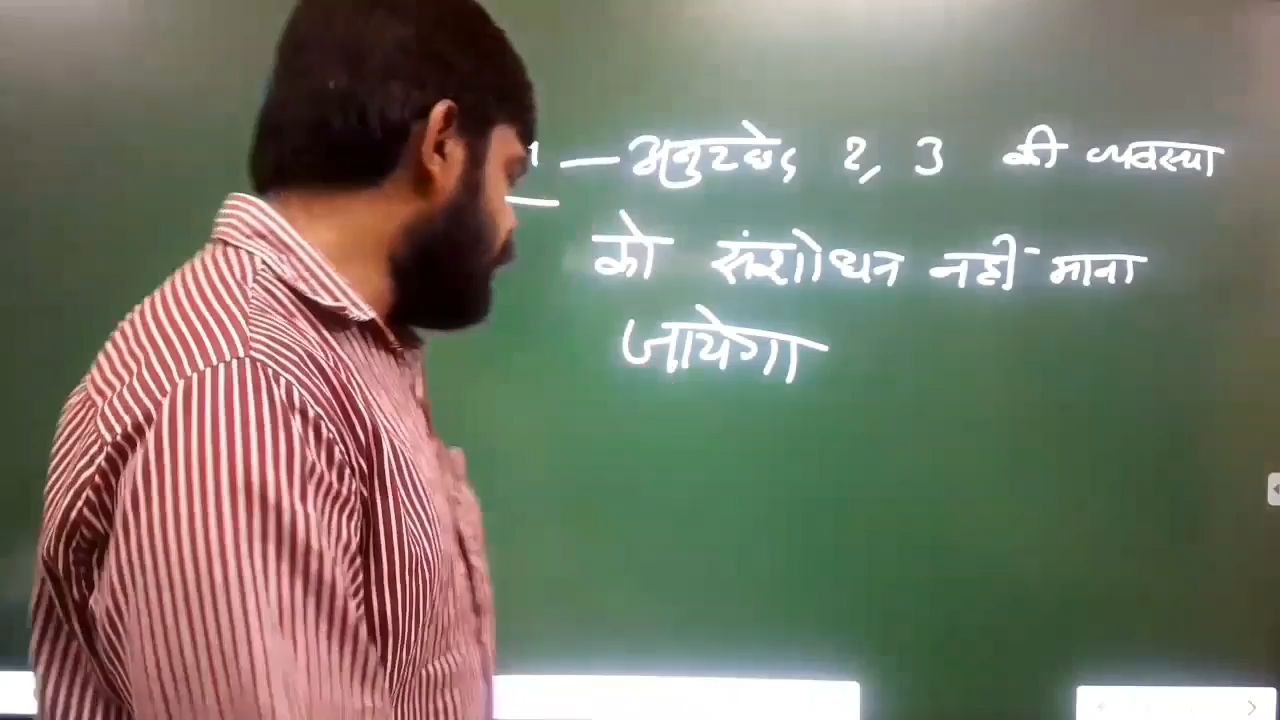 — अनुच्छेद 2, 3 की व्यवस्था
को संशोधन नहीं माना
जायेगा